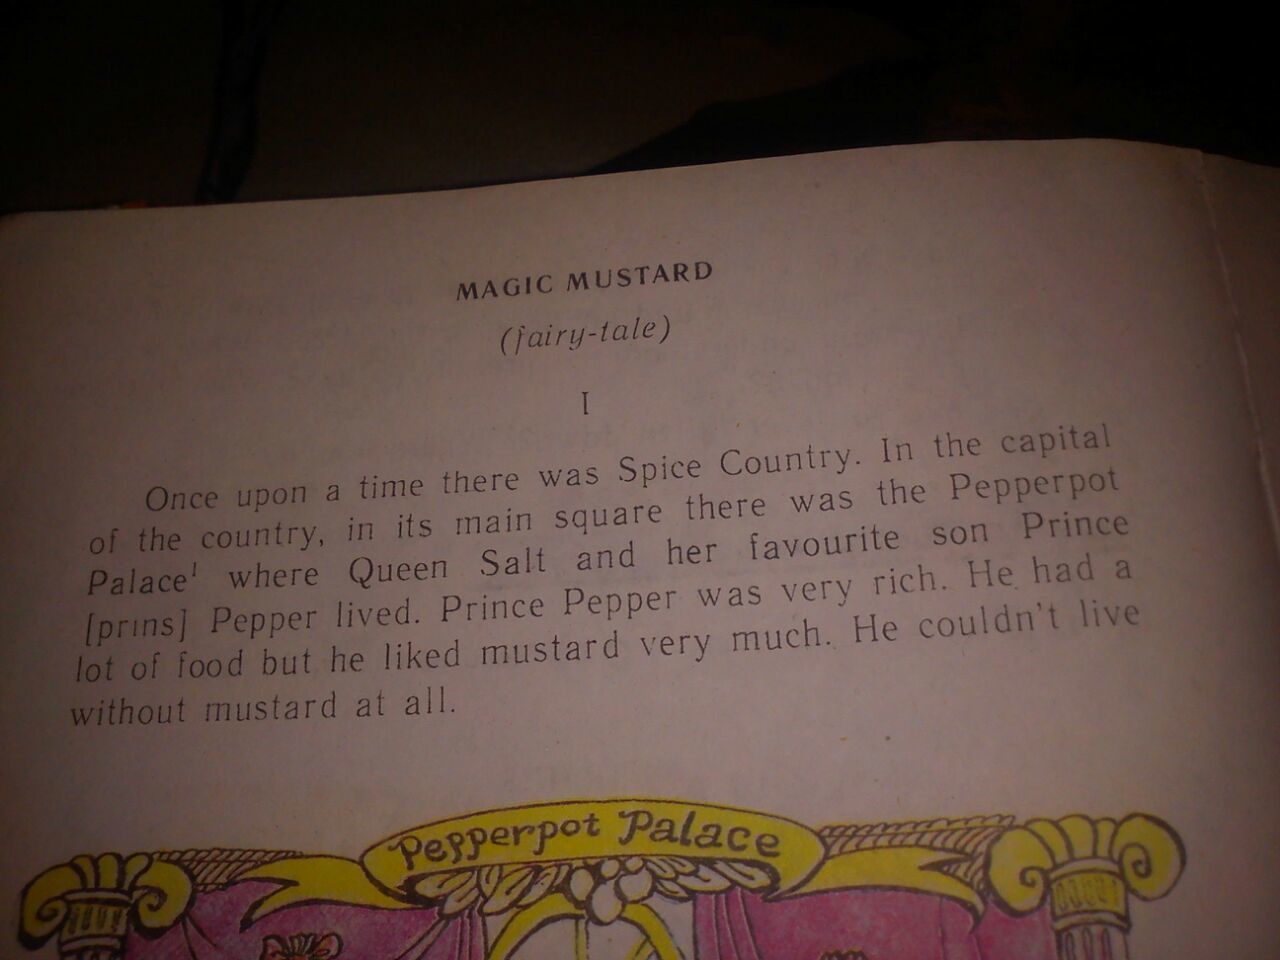 MAGIC MUSTARD
(fairy-tale)
I
Once upon a time there was Spice Country. In the capital
of the country, in its main square there was the Pepperpot
Palace¹ where Queen Salt and her favourite son Prince
[prɪns] Pepper lived. Prince Pepper was very rich. He had a
lot of food but he liked mustard very much. He couldn't live
without mustard at all.
Pepperpot Palace